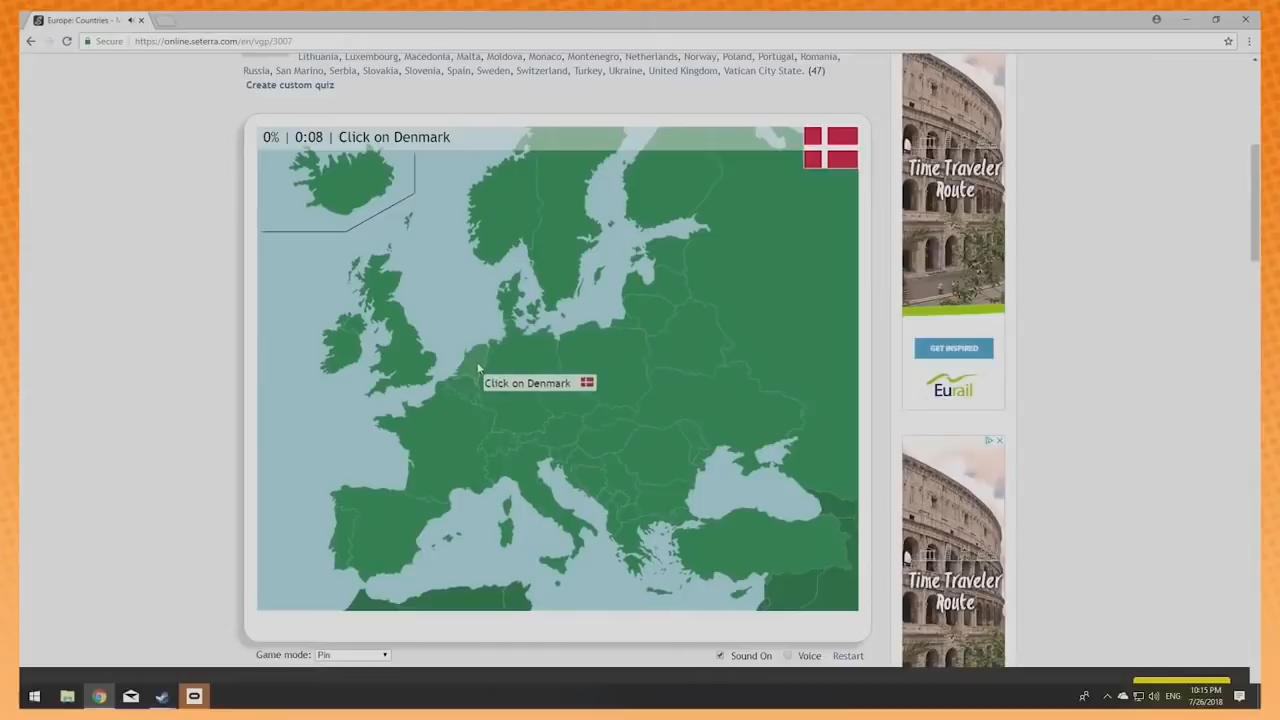 Europe: Countries - M
Secure
https://online.seterra.com/en/vgp/3007
Lithuania, Luxembourg, Macedonia, Malta, Moldova, Monaco, Montenegro, Netherlands, Norway, Poland, Portugal, Romania,
Russia, San Marino, Serbia, Slovakia, Slovenia, Spain, Sweden, Switzerland, Turkey, Ukraine, United Kingdom, Vatican City State. (47)
Create custom quiz
0% | 0:08 | Click on Denmark
Click on Denmark
Time Traveler
Route
GET INSPIRED
Eurail
Time Traveler
Route
Game mode: Pin
Sound On
Voice
Restart
ENG
10:15 PM
7/26/2018